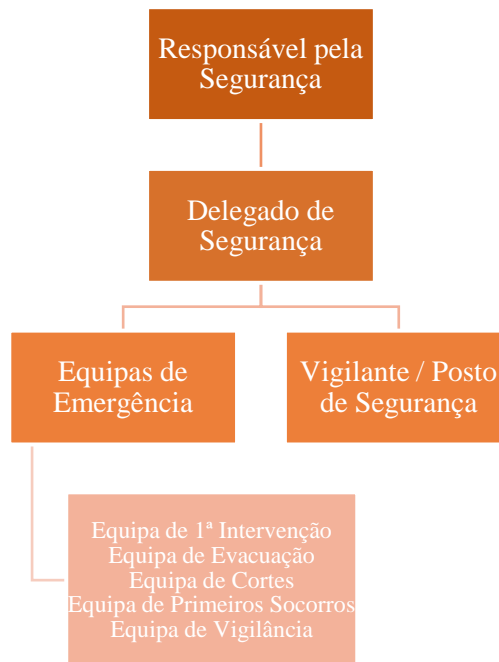 Responsável pela
Segurança
Delegado de
Segurança
Equipas de
Emergência
Vigilante / Posto
de Segurança
Equipa de 1ª Intervenção
Equipa de Evacuação
Equipa de Cortes
Equipa de Primeiros Socorros
Equipa de Vigilância